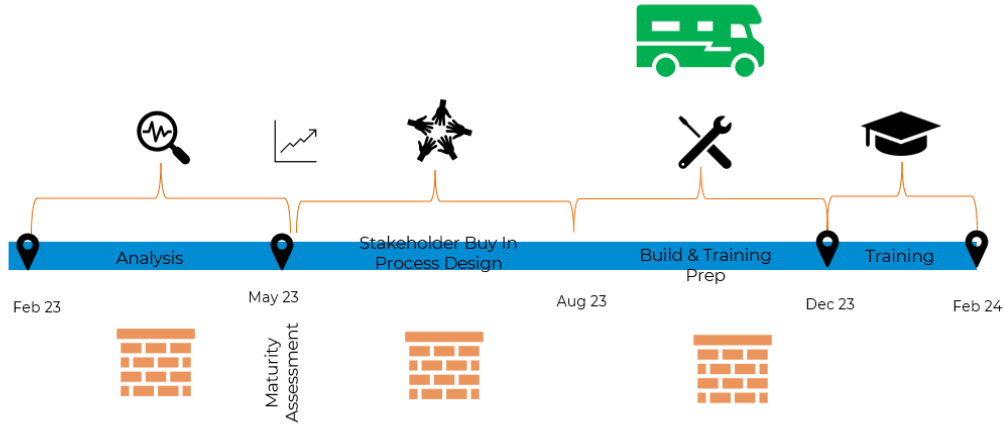 Analysis
Stakeholder Buy In
Process Design
Build & Training
Prep
Training
Feb 23
May 23
Aug 23
Dec 23
Feb 24
Maturity
Assessment